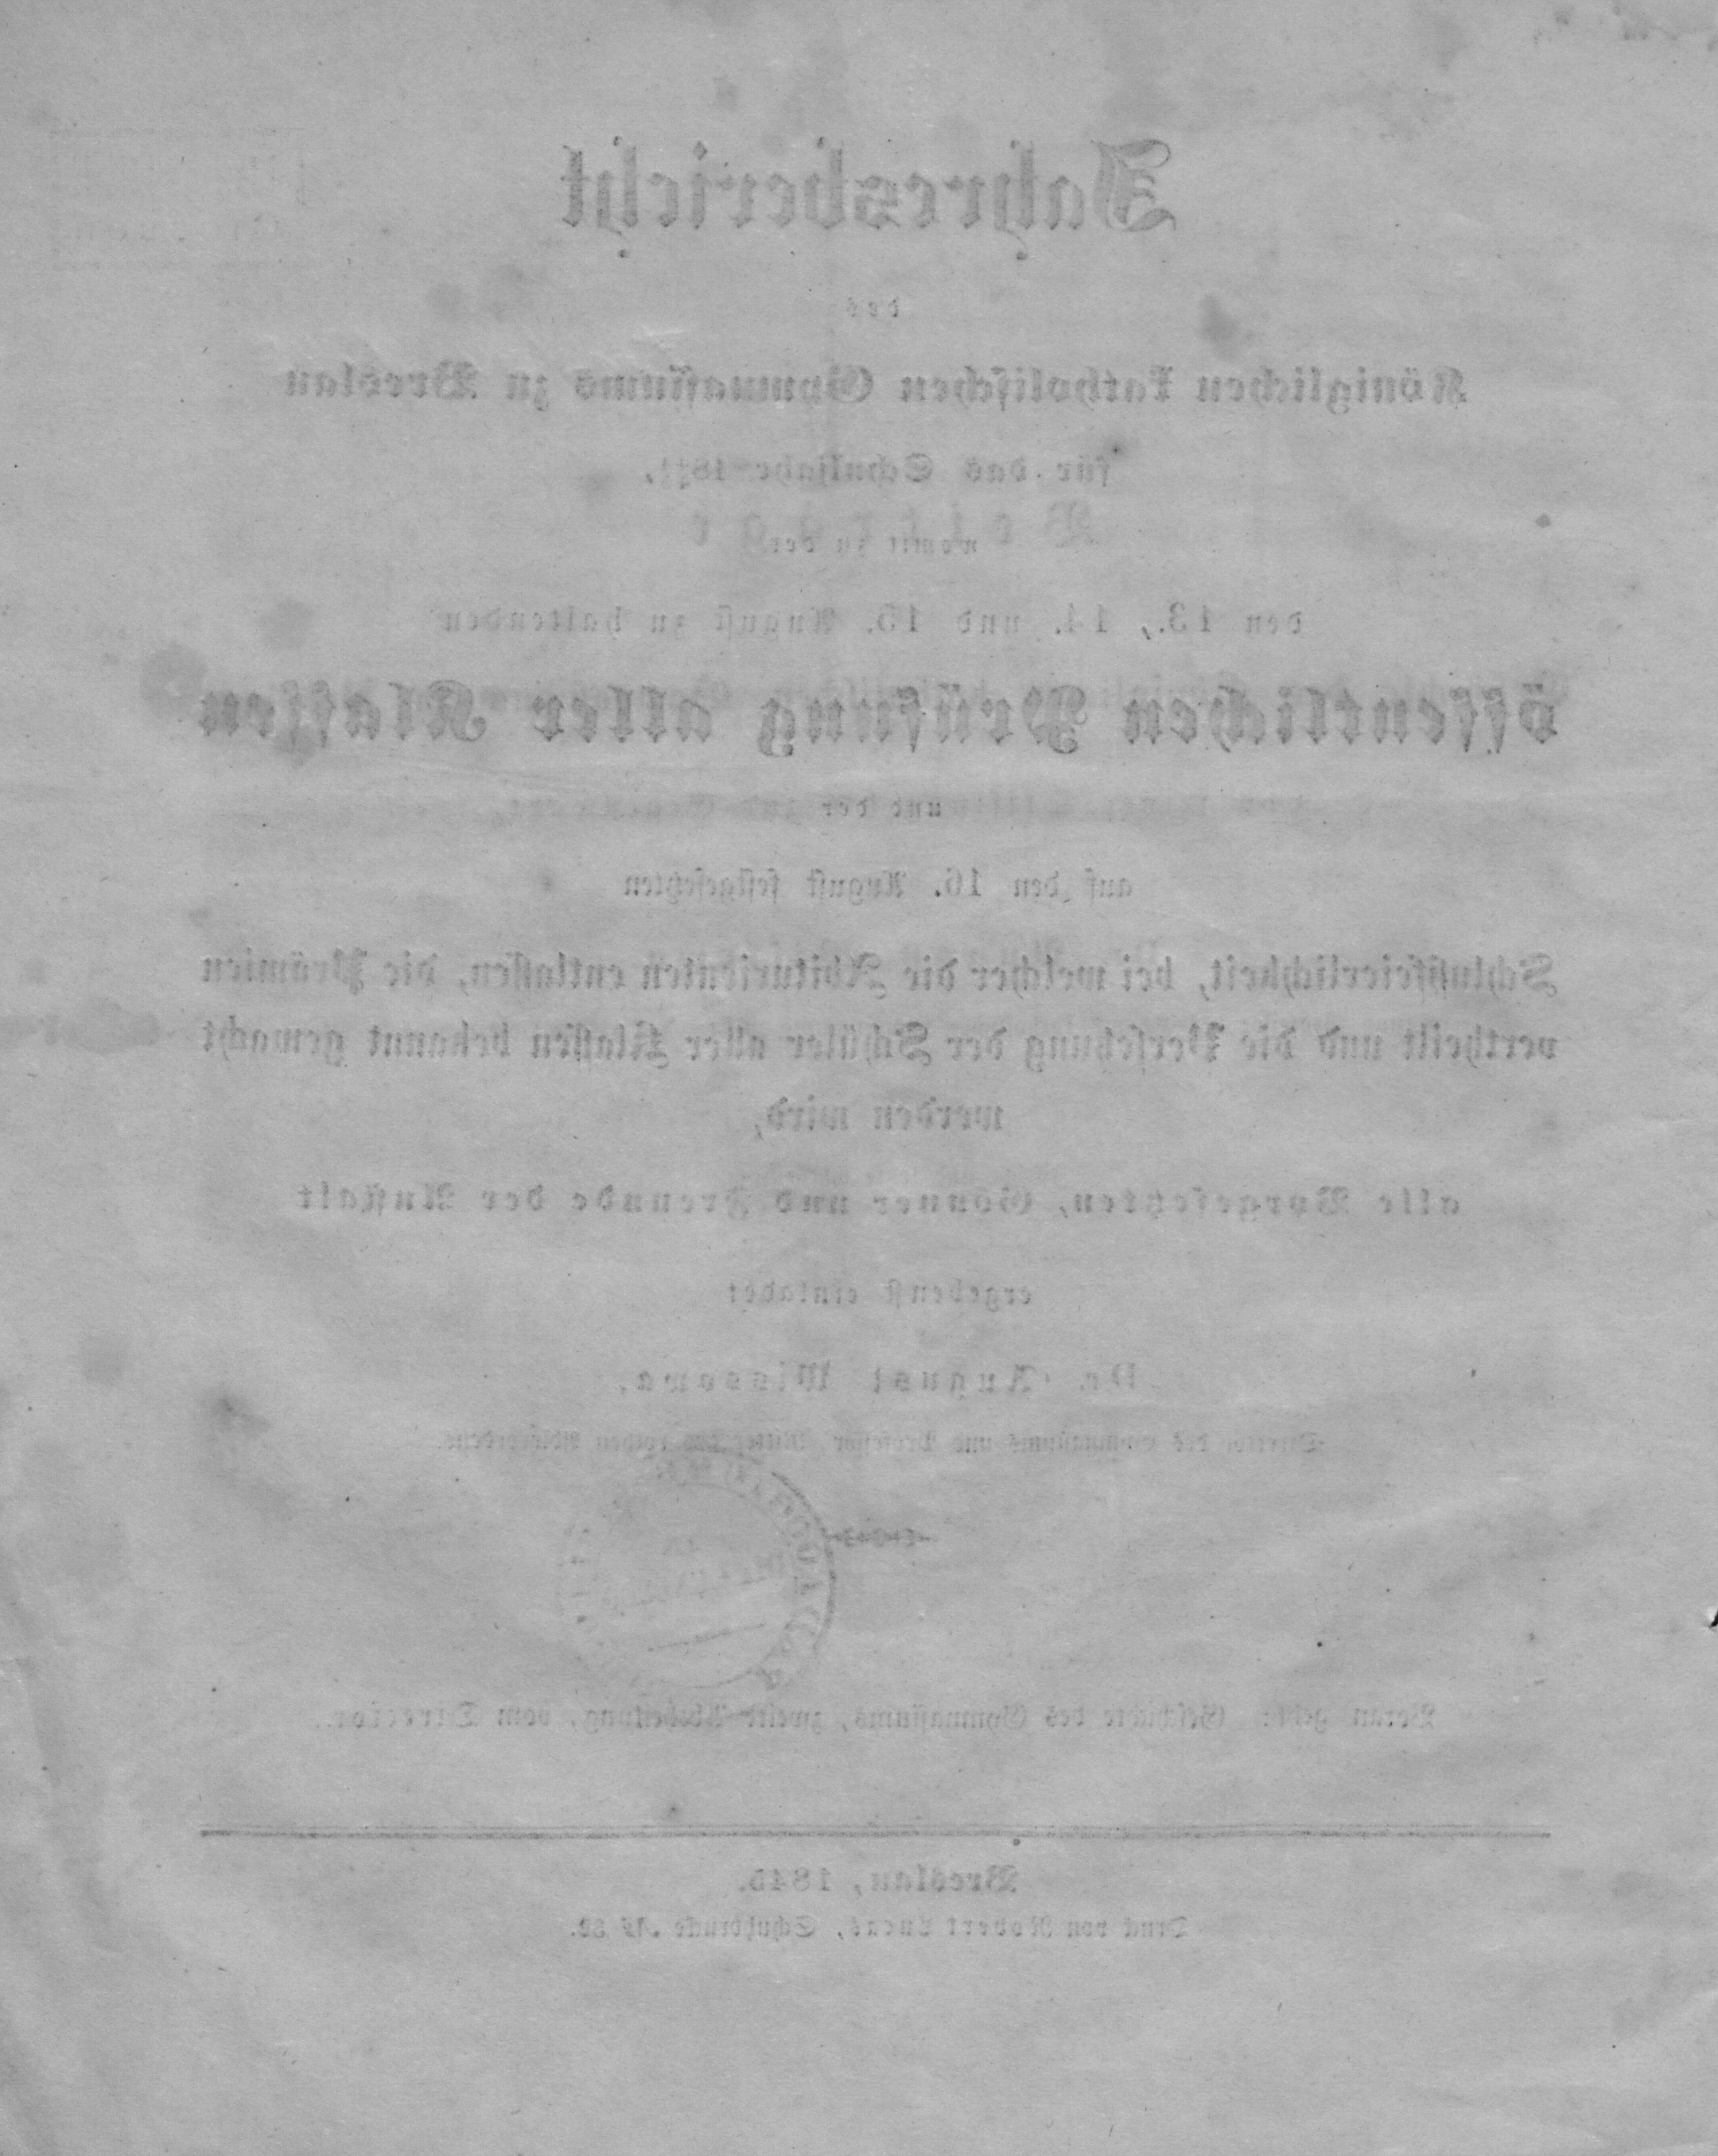 Jahresbericht
des
Königlichen katholischen Gymnasiums zu Breslau
für das Schuljahr
womit zu der
den 13., 14. und 15. August zu haltenden
öffentlichen Prüfung aller Klassen
und der
auf den 16. August festgesetzten
Schlußfeierlichkeit, bei welcher die Abiturienten entlassen, die Prämien
vertheilt und die Versetzung der Schüler aller Klassen bekannt gemacht
werden wird,
alle Vorgesetzten, Gönner und Freunde der Anstalt
ergebenst einladet
Dr. August Wissowa,
Director des Gymnasiums und Professor, Ritter des rothen Adlerordens.
Voran geht: Geschichte des Gymnasiums, zweite Abtheilung, vom Director.
Breslau, 1845.
Druck von Robert Lucas, Schuhbrücke № 32.